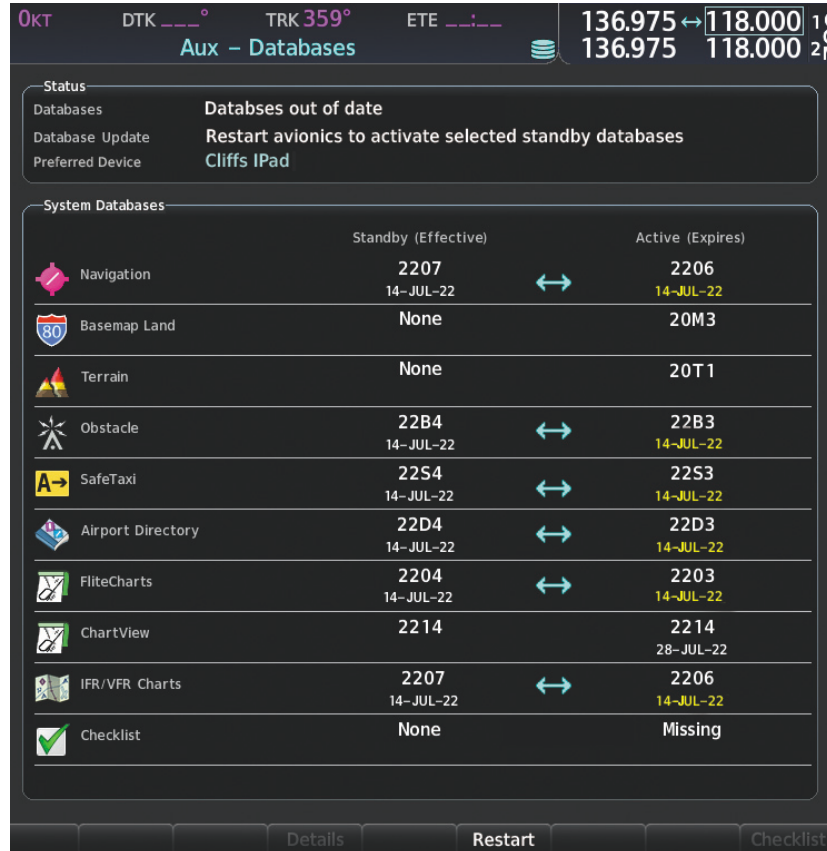 0KT DTK ___° TRK 359° ETE __:__ 136.975 ↔ 118.000 1
Aux – Databases 136.975 118.000 2
Status
Databases Databses out of date
Database Update Restart avionics to activate selected standby databases
Preferred Device Cliffs IPad
System Databases
Standby (Effective) Active (Expires)
Navigation 2207 ↔ 2206
14–JUL–22 14–JUL–22
80 Basemap Land None 20M3
Terrain None 20T1
Obstacle 22B4 ↔ 22B3
14–JUL–22 14–JUL–22
A→ SafeTaxi 22S4 ↔ 22S3
14–JUL–22 14–JUL–22
Airport Directory 22D4 ↔ 22D3
14–JUL–22 14–JUL–22
FliteCharts 2204 ↔ 2203
14–JUL–22 14–JUL–22
ChartView 2214 2214
28–JUL–22
IFR/VFR Charts 2207 ↔ 2206
14–JUL–22 14–JUL–22
Checklist None Missing
Details Restart Checklist